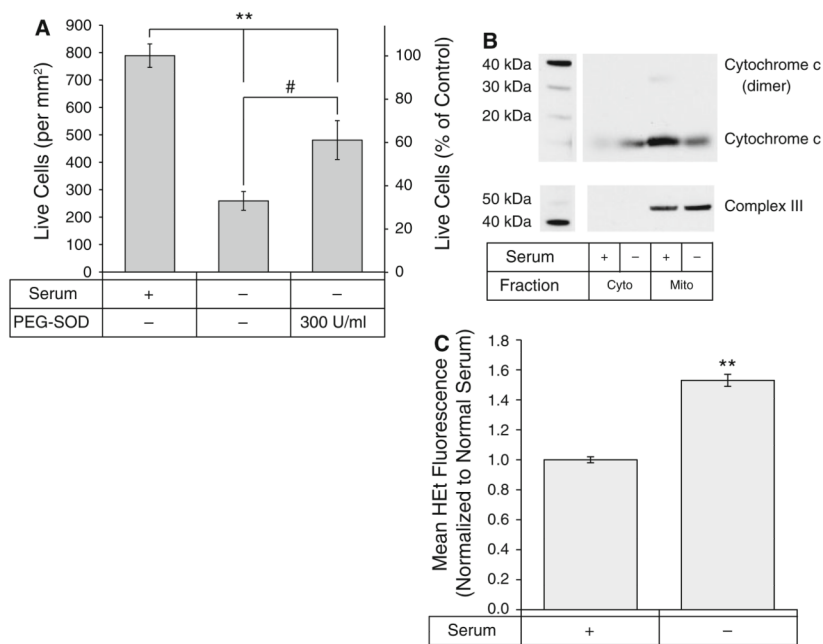 A
**
#
900
800
700
600
500
400
300
200
100
0
Live Cells (per mm²)
100
80
60
40
20
0
Live Cells (% of Control)
Serum + – –
PEG-SOD – – 300 U/ml
B
40 kDa
30 kDa
20 kDa
Cytochrome c
(dimer)
Cytochrome c
50 kDa
40 kDa
Complex III
Serum + – + –
Fraction Cyto Mito
C
**
1.8
1.6
1.4
1.2
1.0
0.8
0.6
0.4
0.2
0.0
Mean HEt Fluorescence
(Normalized to Normal Serum)
Serum + –